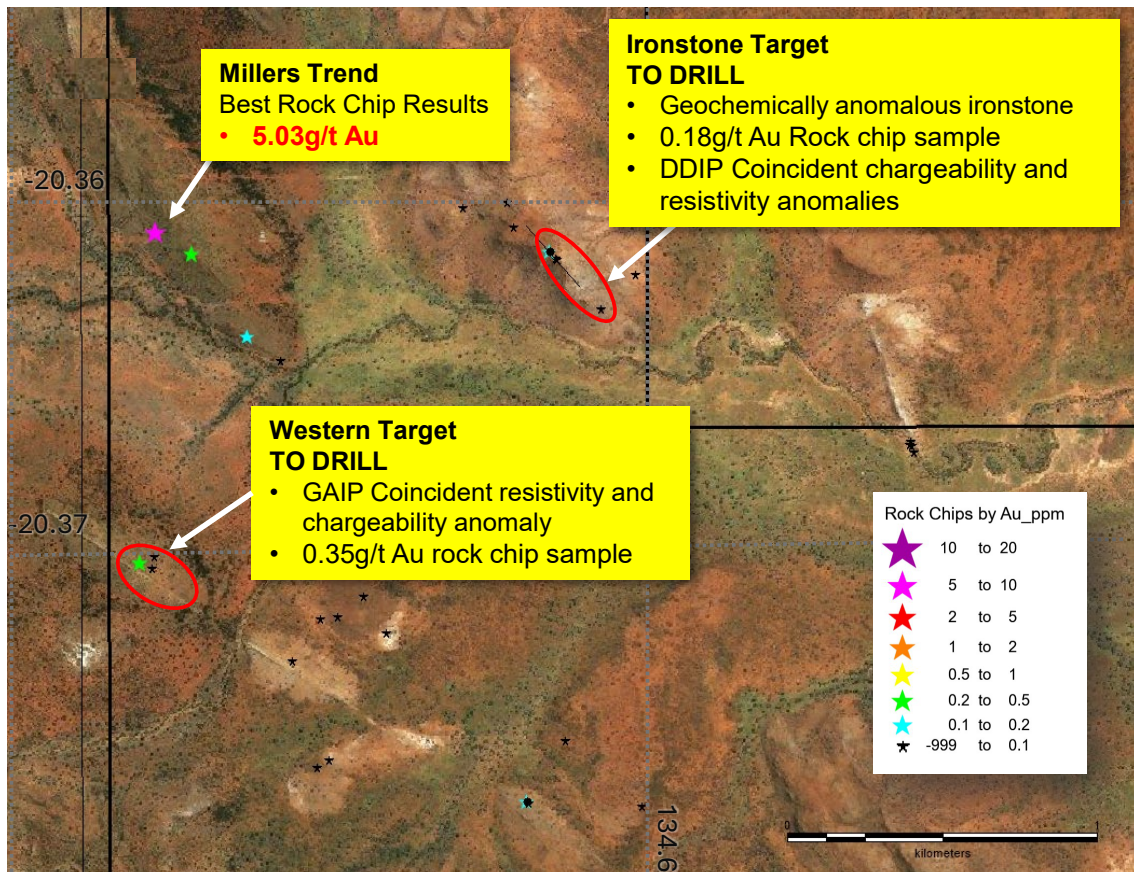 Millers Trend
Best Rock Chip Results
• 5.03g/t Au
Ironstone Target
TO DRILL
• Geochemically anomalous ironstone
• 0.18g/t Au Rock chip sample
• DDIP Coincident chargeability and
resistivity anomalies
-20.36
Western Target
TO DRILL
• GAIP Coincident resistivity and
chargeability anomaly
• 0.35g/t Au rock chip sample
-20.37
Rock Chips by Au_ppm
10 to 20
5 to 10
2 to 5
1 to 2
0.5 to 1
0.2 to 0.5
0.1 to 0.2
-999 to 0.1
134.6
0 1
kilometers